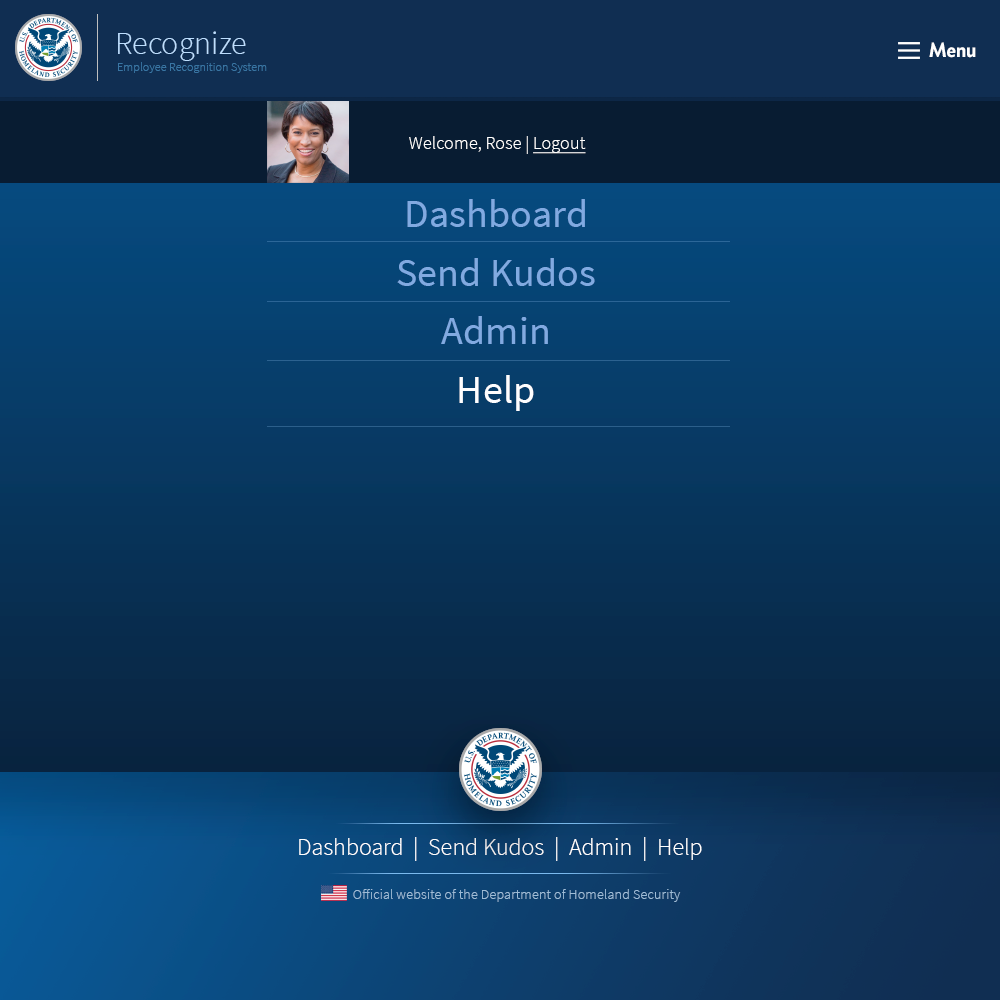 U.S. DEPARTMENT OF
HOMELAND SECURITY
Recognize
Employee Recognition System
Menu
Welcome, Rose | Logout
Dashboard
Send Kudos
Admin
Help
U.S. DEPARTMENT OF
HOMELAND SECURITY
Dashboard | Send Kudos | Admin | Help
Official website of the Department of Homeland Security